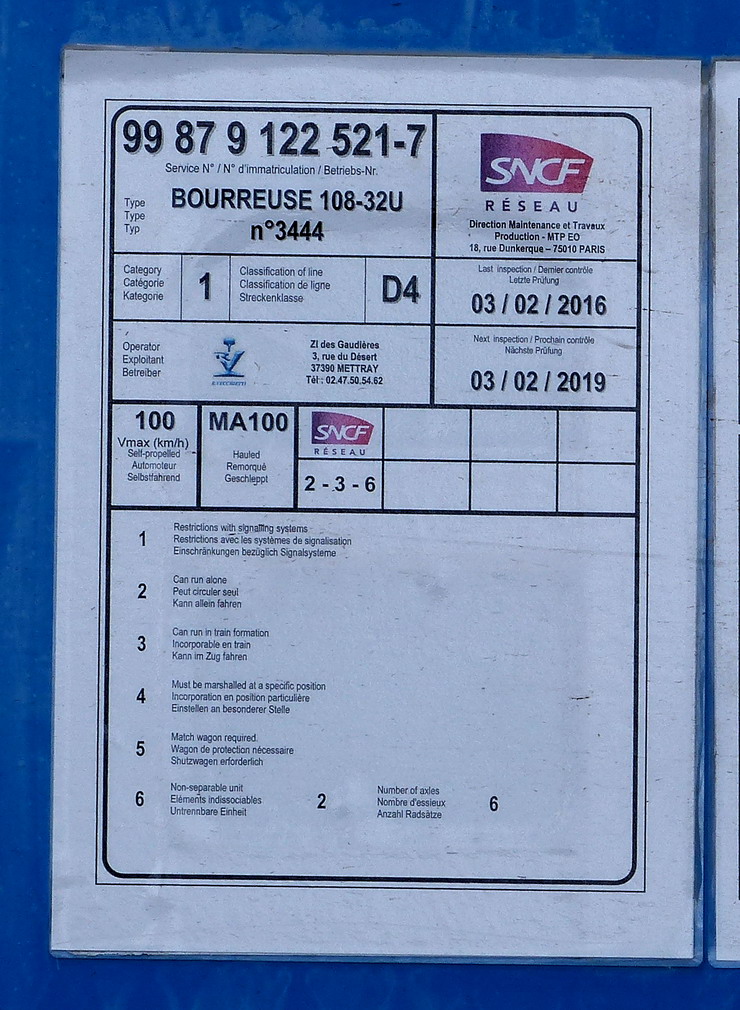 99 87 9 122 521-7
Service N° / N° d'immatriculation / Betriebs-Nr.
Type
Type
Typ
BOURREUSE 108-32U
n°3444
SNCF
RÉSEAU
Direction Maintenance et Travaux
Production - MTP EO
18, rue Dunkerque – 75010 PARIS
Category
Catégorie
Kategorie
1
Classification of line
Classification de ligne
Streckenklasse
D4
Last inspection / Dernier contrôle
Letzte Prüfung
03 / 02 / 2016
Operator
Exploitant
Betreiber
ZI des Gaudières
3, rue du Désert
37390 METTRAY
Tél : 02.47.50.54.62
Next inspection / Prochain contrôle
Nächste Prüfung
03 / 02 / 2019
100
Vmax (km/h)
Self-propelled
Automoteur
Selbstfahrend
MA100
Hauled
Remorqué
Geschleppt
SNCF
RÉSEAU
2 - 3 - 6
1
Restrictions with signalling systems
Restrictions avec les systèmes de signalisation
Einschränkungen bezüglich Signalsysteme
2
Can run alone
Peut circuler seul
Kann allein fahren
3
Can run in train formation
Incorporable en train
Kann im Zug fahren
4
Must be marshalled at a specific position
Incorporation en position particulière
Einstellen an besonderer Stelle
5
Match wagon required.
Wagon de protection nécessaire
Shutzwagen erforderlich
6
Non-separable unit
Eléments indissociables
Untrennbare Einheit
2
Number of axles
Nombre d'essieux
Anzahl Radsätze
6